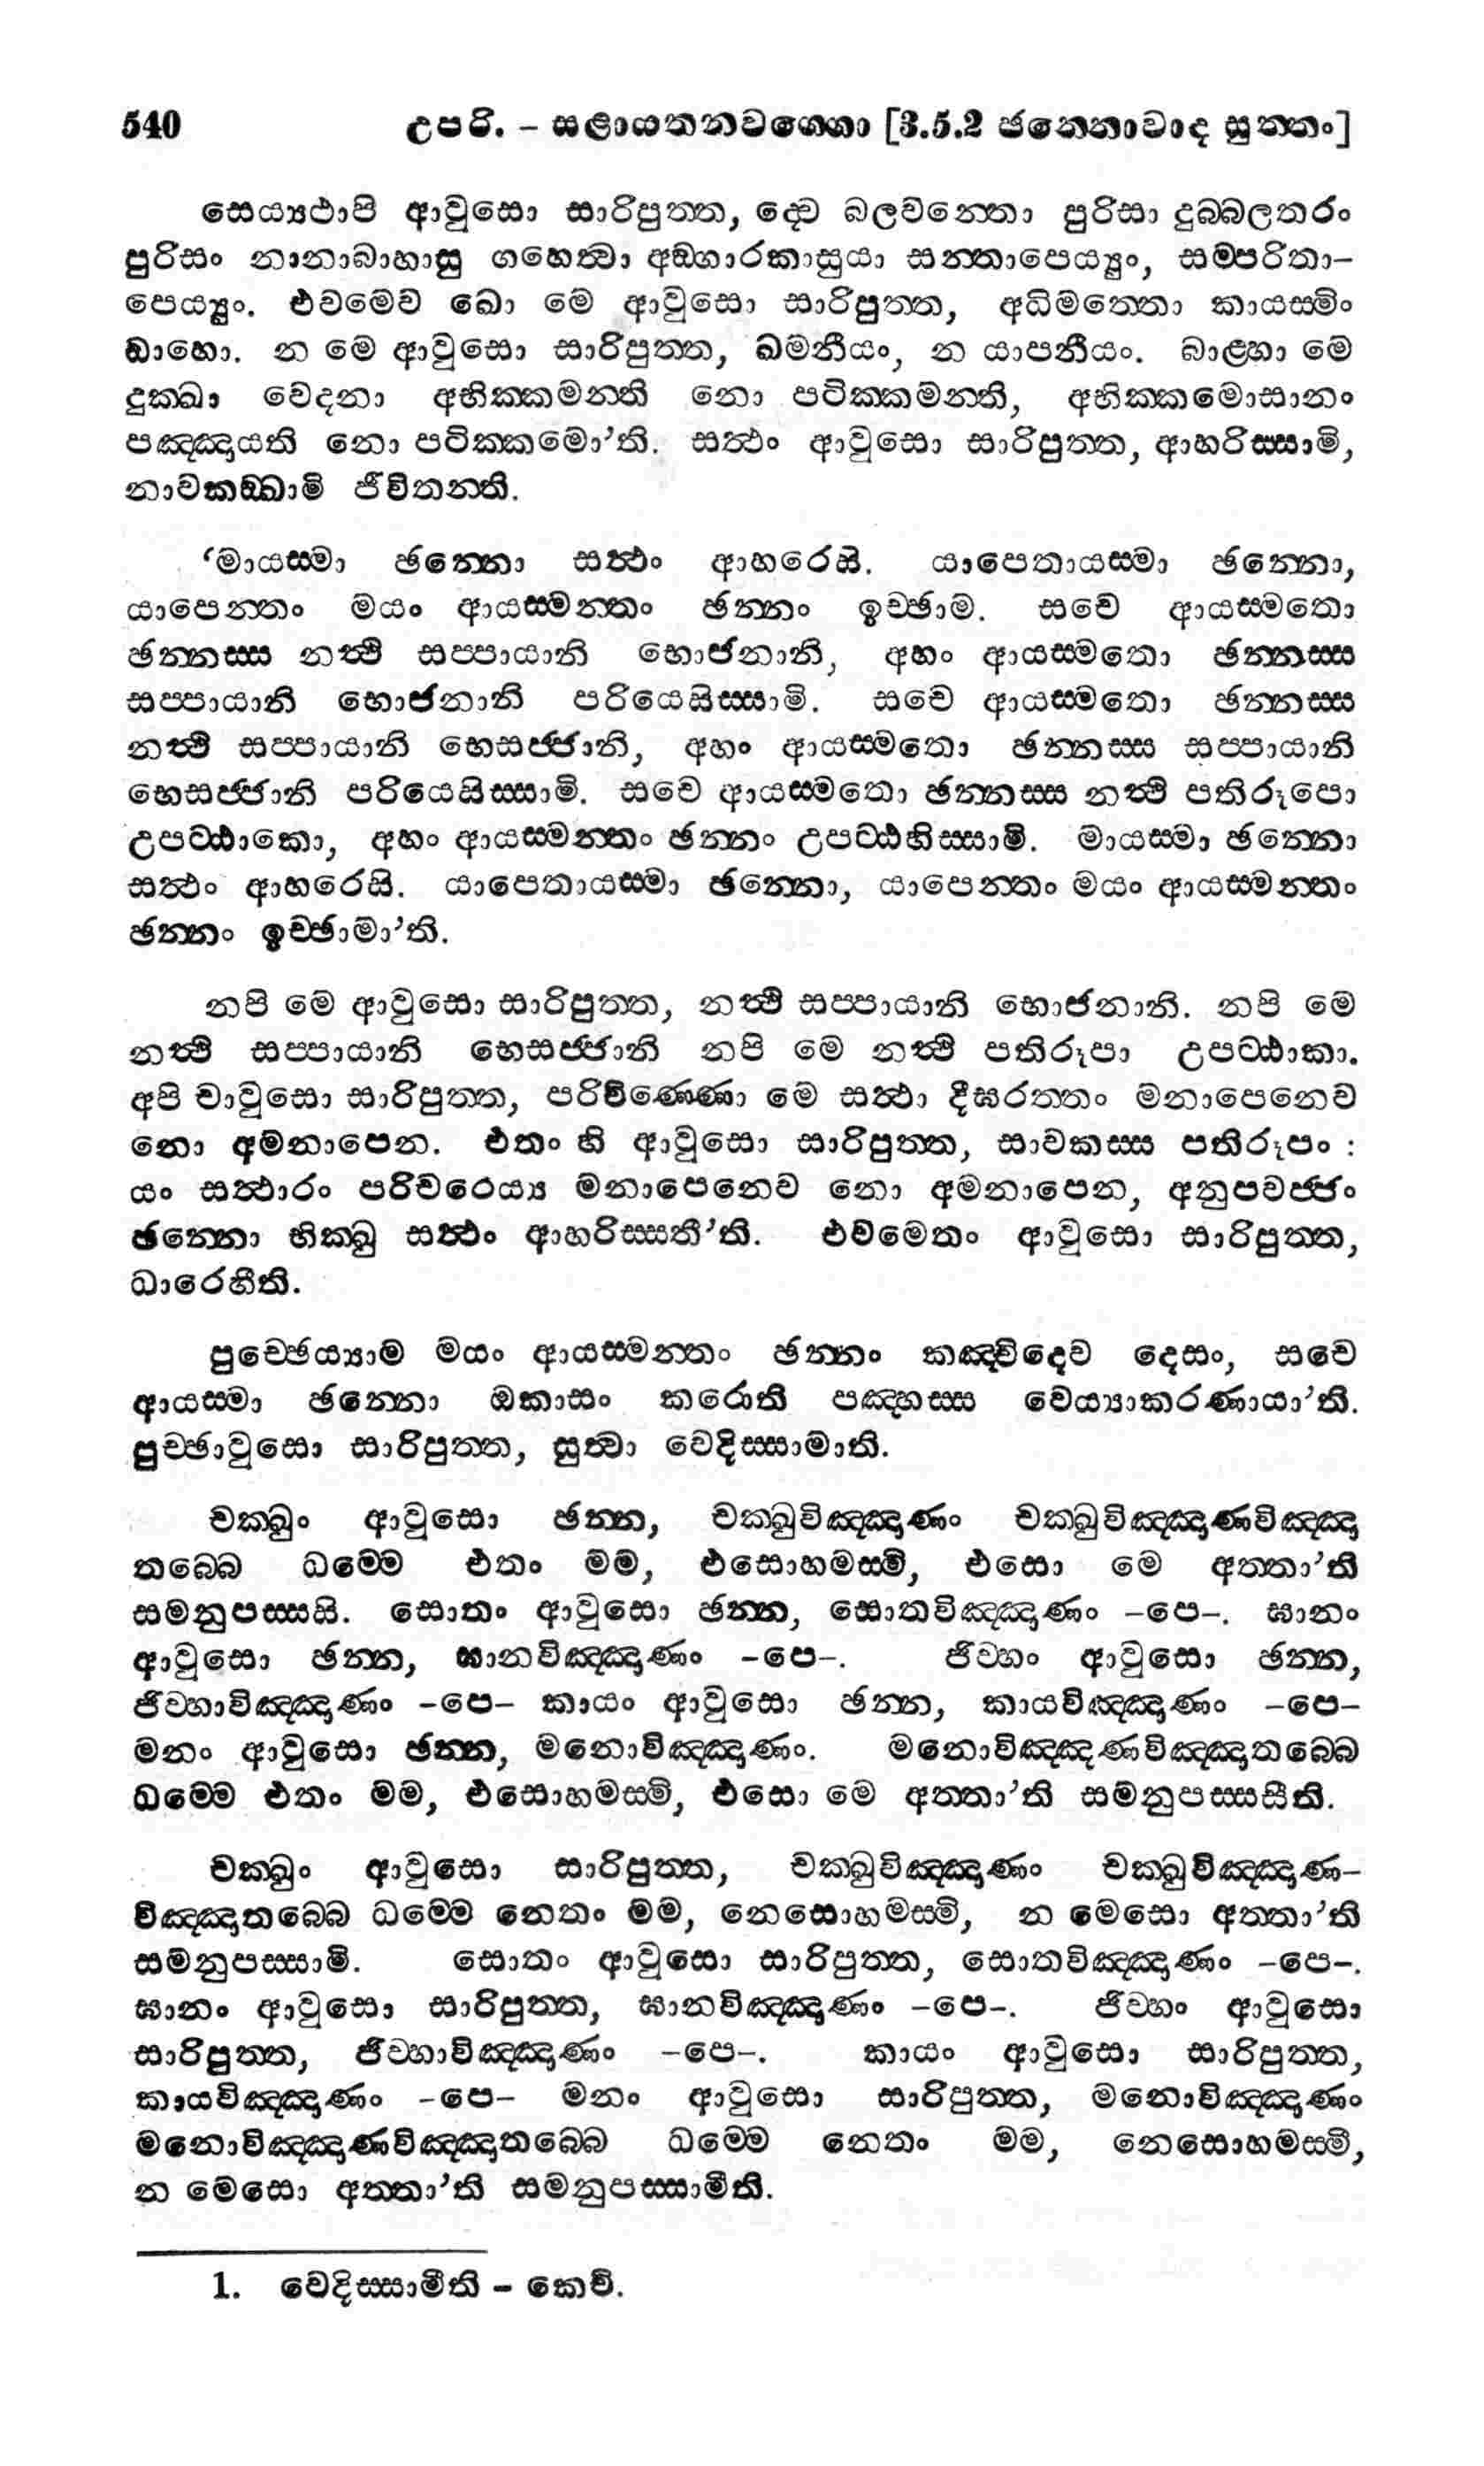 540 උපරි. – සළායතනවග්ගො [3.5.2 ඡන්නොවාද සුත්තං]
සෙය්‍යථාපි ආවුසො සාරිපුත්ත, ද්වෙ බලවන්තො පුරිසා දුබ්බලතරං
පුරිසං නානාබාහාසු ගහෙත්වා අඞ්ගාරකාසුයා සන්තාපෙය්‍යුං, සම්පරිතා–
පෙය්‍යුං. එවමෙව ඛො මෙ ආවුසො සාරිපුත්ත, අධිමත්තො කායස්මිං
ඩාහො. න මෙ ආවුසො සාරිපුත්ත, ඛමනීයං, න යාපනීයං. බාළ්හා මෙ
දුක්ඛා වෙදනා අභික්කමන්ති නො පටික්කමන්ති, අභික්කමොසානං
පඤ්ඤායති නො පටික්කමො’ති. සත්ථං ආවුසො සාරිපුත්ත, ආහරිස්සාමි,
නාවකඞ්ඛාමි ජීවිතන්ති.
‘මායස්මා ඡන්නො සත්ථං ආහරෙසි. යාපෙතායස්මා ඡන්නො,
යාපෙන්තං මයං ආයස්මන්තං ඡන්නං ඉච්ඡාම. සචෙ ආයස්මතො
ඡන්නස්ස නත්ථි සප්පායානි භොජනානි, අහං ආයස්මතො ඡන්නස්ස
සප්පායානි භොජනානි පරියෙසිස්සාමි. සචෙ ආයස්මතො ඡන්නස්ස
නත්ථි සප්පායානි භෙසජ්ජානි, අහං ආයස්මතො ඡන්නස්ස සප්පායානි
භෙසජ්ජානි පරියෙසිස්සාමි. සචෙ ආයස්මතො ඡන්නස්ස නත්ථි පතිරූපො
උපට්ඨාකො, අහං ආයස්මන්තං ඡන්නං උපට්ඨහිස්සාමි. මායස්මා ඡන්නො
සත්ථං ආහරෙසි. යාපෙතායස්මා ඡන්නො, යාපෙන්තං මයං ආයස්මන්තං
ඡන්නං ඉච්ඡාමා’ති.
නපි මෙ ආවුසො සාරිපුත්ත, නත්ථි සප්පායානි භොජනානි. නපි මෙ
නත්ථි සප්පායානි භෙසජ්ජානි නපි මෙ නත්ථි පතිරූපා උපට්ඨාකා.
අපි චාවුසො සාරිපුත්ත, පරිචිණ්ණො මෙ සත්ථා දීඝරත්තං මනාපෙනෙව
නො අමනාපෙන. එතං හි ආවුසො සාරිපුත්ත, සාවකස්ස පතිරූපං :
යං සත්ථාරං පරිචරෙය්‍ය මනාපෙනෙව නො අමනාපෙන, අනුපවජ්ජං
ඡන්නො භික්ඛු සත්ථං ආහරිස්සතී’ති. එවමෙතං ආවුසො සාරිපුත්ත,
ධාරෙහීති.
පුච්ඡෙය්‍යාම මයං ආයස්මන්තං ඡන්නං කඤ්චිදෙව දෙසං, සචෙ
ආයස්මා ඡන්නො ඔකාසං කරොති පඤ්හස්ස වෙය්‍යාකරණායා’ති.
පුච්ඡාවුසො සාරිපුත්ත, සුත්වා වෙදිස්සාමාති.
චක්ඛුං ආවුසො ඡන්න, චක්ඛුවිඤ්ඤාණං චක්ඛුවිඤ්ඤාණවිඤ්ඤා
තබ්බෙ ධම්මෙ එතං මම, එසොහමස්මි, එසො මෙ අත්තා’ති
සමනුපස්සසි. සොතං ආවුසො ඡන්න, සොතවිඤ්ඤාණං –පෙ–. ඝානං
ආවුසො ඡන්න, ඝානවිඤ්ඤාණං –පෙ–. ජිව්හං ආවුසො ඡන්න,
ජිව්හාවිඤ්ඤාණං –පෙ– කායං ආවුසො ඡන්න, කායවිඤ්ඤාණං –පෙ–
මනං ආවුසො ඡන්න, මනොවිඤ්ඤාණං. මනොවිඤ්ඤණවිඤ්ඤාතබ්බෙ
ධම්මෙ එතං මම, එසොහමස්මි, එසො මෙ අත්තා’ති සමනුපස්සසීති.
චක්ඛුං ආවුසො සාරිපුත්ත, චක්ඛුවිඤ්ඤාණං චක්ඛුවිඤ්ඤාණ–
විඤ්ඤාතබ්බෙ ධම්මෙ නෙතං මම, නෙසොහමස්මි, න මෙසො අත්තා’ති
සමනුපස්සාමි. සොතං ආවුසො සාරිපුත්ත, සොතවිඤ්ඤාණං –පෙ–.
ඝානං ආවුසො සාරිපුත්ත, ඝානවිඤ්ඤාණං –පෙ–. ජිව්හං ආවුසො
සාරිපුත්ත, ජිව්හාවිඤ්ඤාණං –පෙ–. කායං ආවුසො සාරිපුත්ත,
කායවිඤ්ඤාණං –පෙ– මනං ආවුසො සාරිපුත්ත, මනොවිඤ්ඤාණං
මනොවිඤ්ඤාණවිඤ්ඤාතබ්බෙ ධම්මෙ නෙතං මම, නෙසොහමස්මි,
න මෙසො අත්තා’ති සමනුපස්සාමීති.
1. වෙදිස්සාමීති – කෙචි.